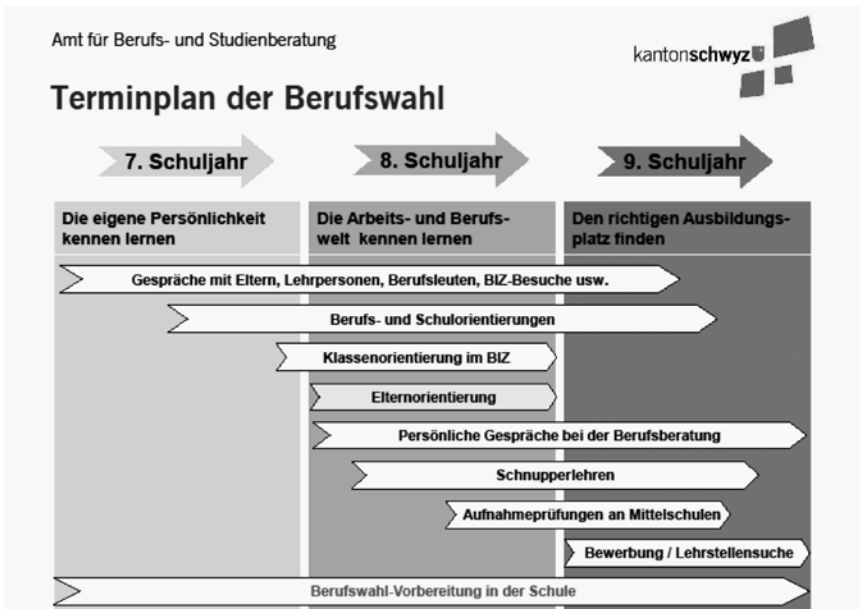 Amt für Berufs- und Studienberatung
kantonschwyz
Terminplan der Berufswahl
7. Schuljahr
8. Schuljahr
9. Schuljahr
Die eigene Persönlichkeit
kennen lernen
Die Arbeits- und Berufs-
welt kennen lernen
Den richtigen Ausbildungs-
platz finden
Gespräche mit Eltern, Lehrpersonen, Berufsleuten, BIZ-Besuche usw.
Berufs- und Schulorientierungen
Klassenorientierung im BIZ
Elternorientierung
Persönliche Gespräche bei der Berufsberatung
Schnupperlehren
Aufnahmeprüfungen an Mittelschulen
Bewerbung / Lehrstellensuche
Berufswahl-Vorbereitung in der Schule